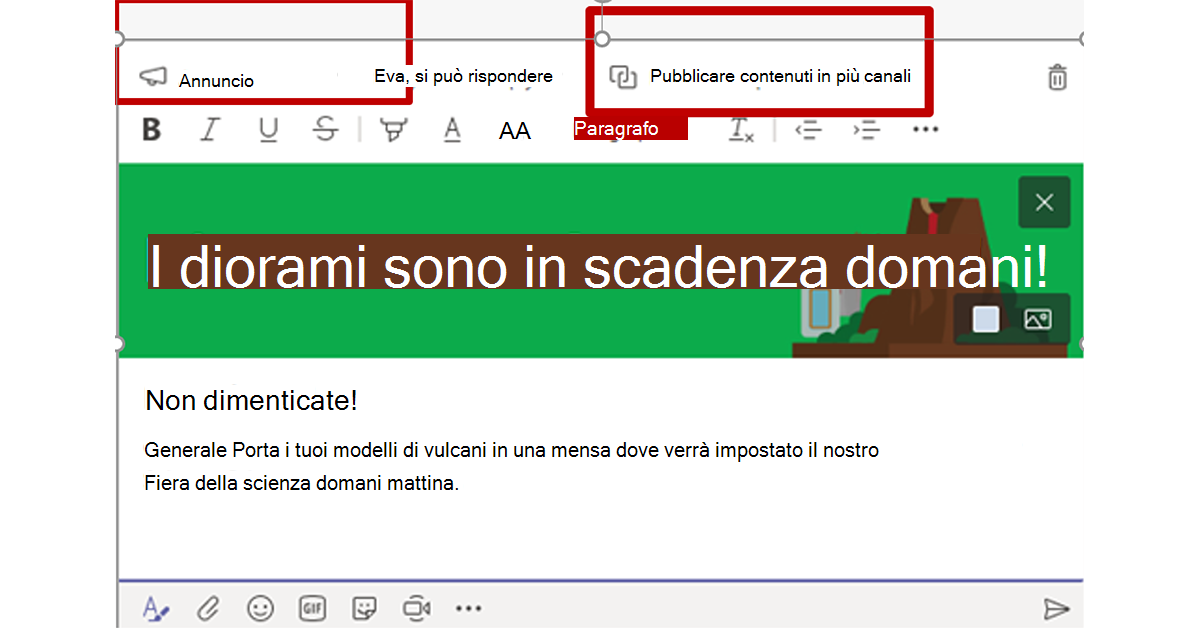 Annuncio
Eva, si può rispondere
Pubblicare contenuti in più canali
B I U S A AA Paragrafo Tx
I diorami sono in scadenza domani!
Non dimenticate!
Generale Porta i tuoi modelli di vulcani in una mensa dove verrà impostato il nostro
Fiera della scienza domani mattina.
GIF